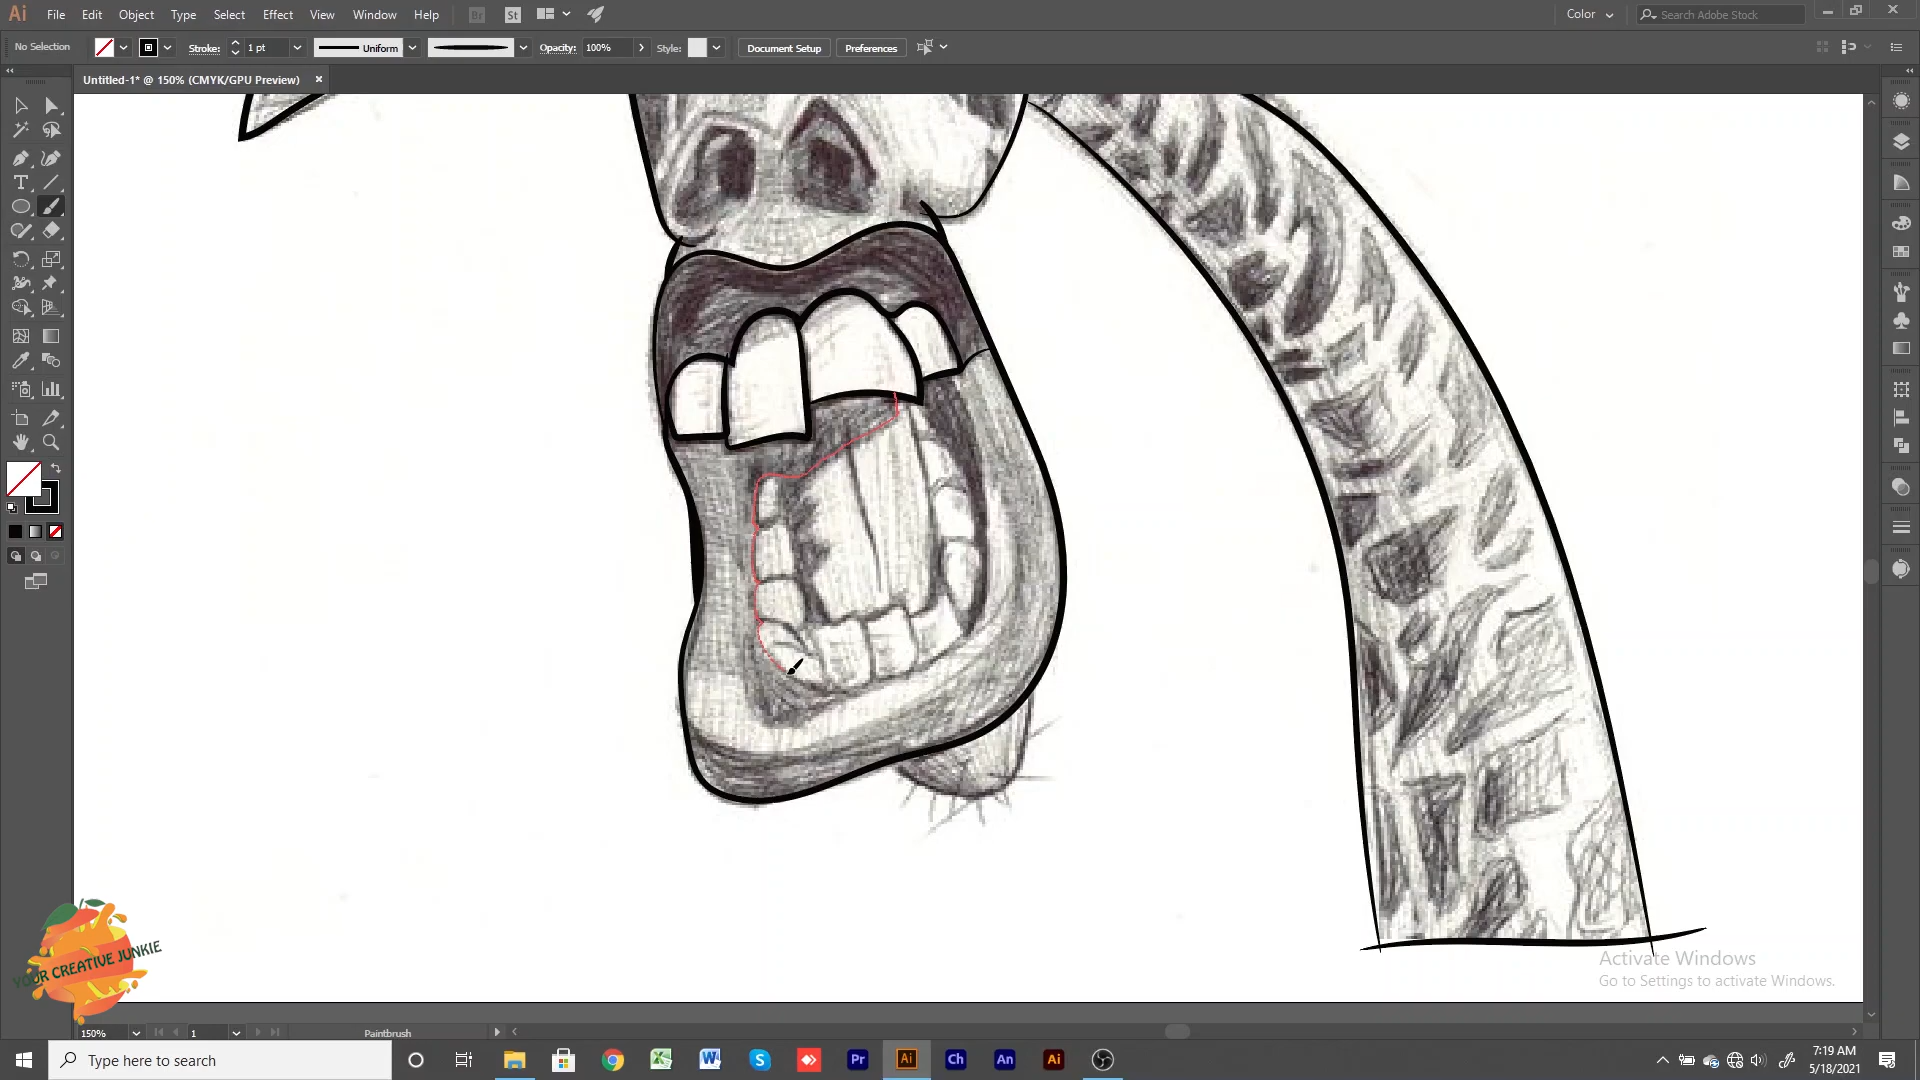 Ai File Edit Object Type Select Effect View Window Help Br St Color Search Adobe Stock
No Selection Stroke: 1 pt Uniform Opacity: 100% Style: Document Setup Preferences
Untitled-1* @ 150% (CMYK/GPU Preview)
YOUR CREATIVE JUNKIE
Activate Windows
Go to Settings to activate Windows.
150% 1 Paintbrush
Type here to search Pr Ai Ch An Ai 7:19 AM
5/18/2021